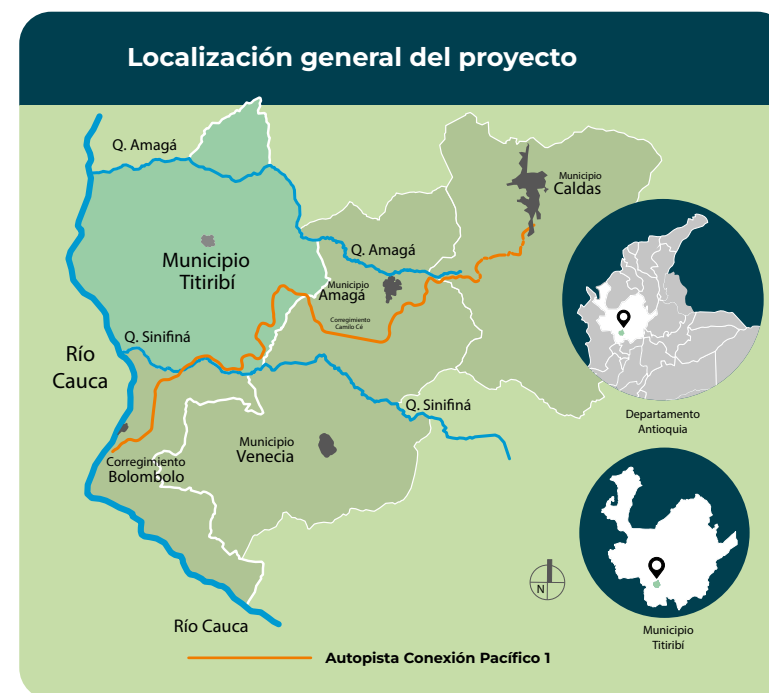 Localización general del proyecto
Q. Amagá
Municipio
Caldas
Municipio
Titiribí
Q. Amagá
Municipio
Amagá
Corregimiento
Camilo Cé
Q. Sinifiná
Río
Cauca
Q. Sinifiná
Departamento
Antioquia
Municipio
Venecia
Corregimiento
Bolombolo
N
Río Cauca
Municipio
Titiribí
Autopista Conexión Pacífico 1